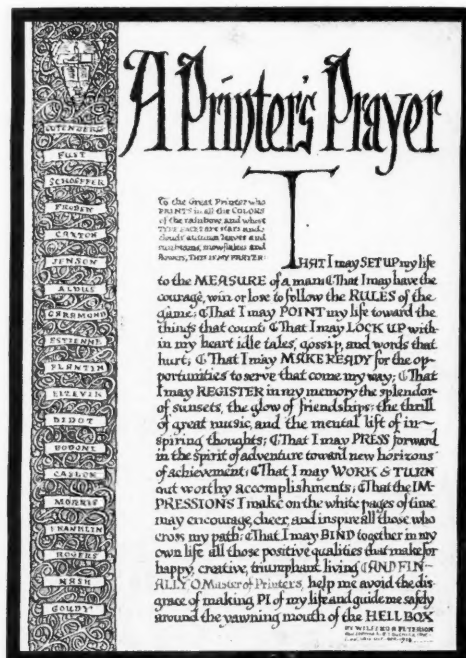 A Printer's Prayer
GUTENBERG
FUST
SCHOEFFER
FROBEN
CAXTON
JENSON
ALDUS
GARAMOND
ESTIENNE
PLANTIN
ELZEVIR
DIDOT
BODONI
CASLON
MORRIS
FRANKLIN
ROGERS
NASH
GOUDY
To the Great Printer who
PRINTS in all the COLORS
of the rainbow and whose
TYPE FACES are stars and
clouds autumn leaves and
sunbeams, snowflakes and
flowers, THIS IS MY PRAYER:
THAT I may SET UP my life
to the MEASURE of a man; ¶That I may have the
courage, win or lose to follow the RULES of the
game; ¶That I may POINT my life toward the
things that count; ¶That I may LOCK UP with-
in my heart idle tales, gossip, and words that
hurt; ¶That I may MAKE READY for the op-
portunities to serve that come my way; ¶That
I may REGISTER in my memory the splendor
of sunsets, the glow of friendships: the thrill
of great music, and the mental lift of in-
spiring thoughts; ¶That I may PRESS forward
in the spirit of adventure toward new horizons
of achievement; ¶That I may WORK & TURN
out worthy accomplishments; ¶That the IM-
PRESSIONS I make on the white pages of time
may encourage, cheer, and inspire all those who
cross my path; ¶That I may BIND together in my
own life all those positive qualities that make for
happy, creative, triumphant living ¶AND FIN-
ALLY O Master of Printers, help me avoid the dis-
grace of making PI of my life and guide me safely
around the yawning mouth of the HELL BOX
BY WILFERD A. PETERSON